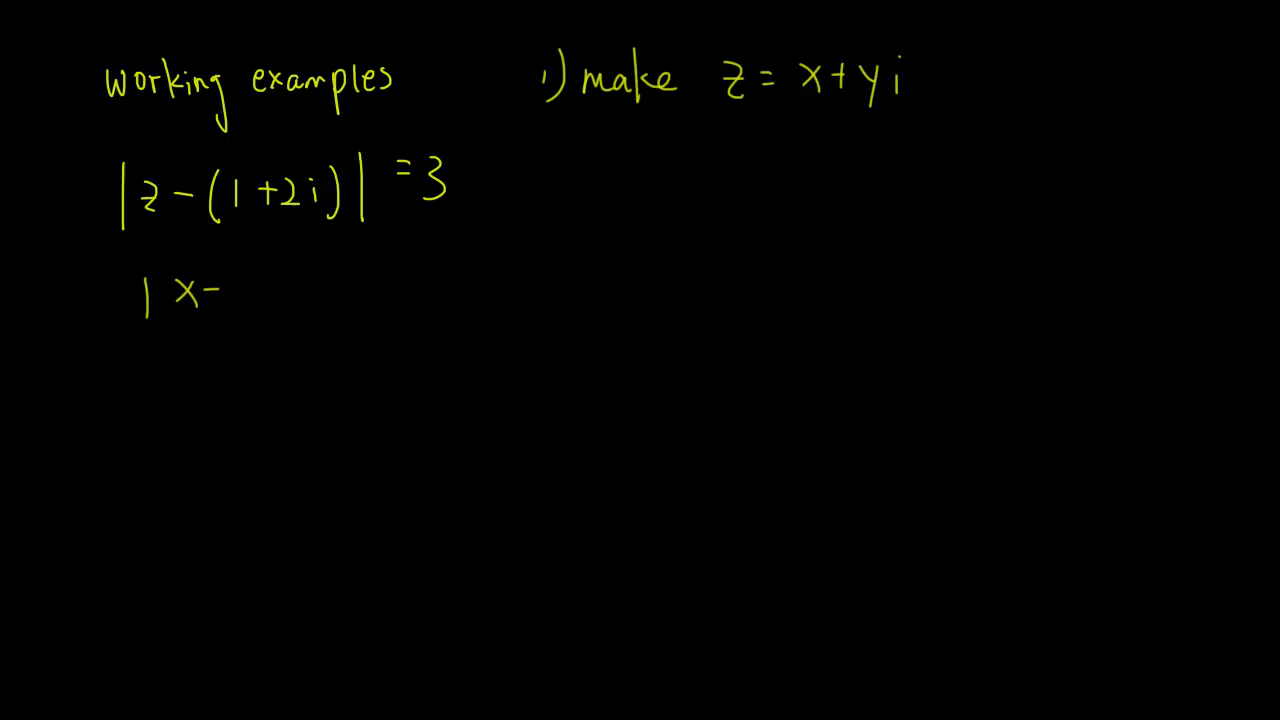 working examples
1) make z = x + yi
|z - (1 + 2i)| = 3
| x -